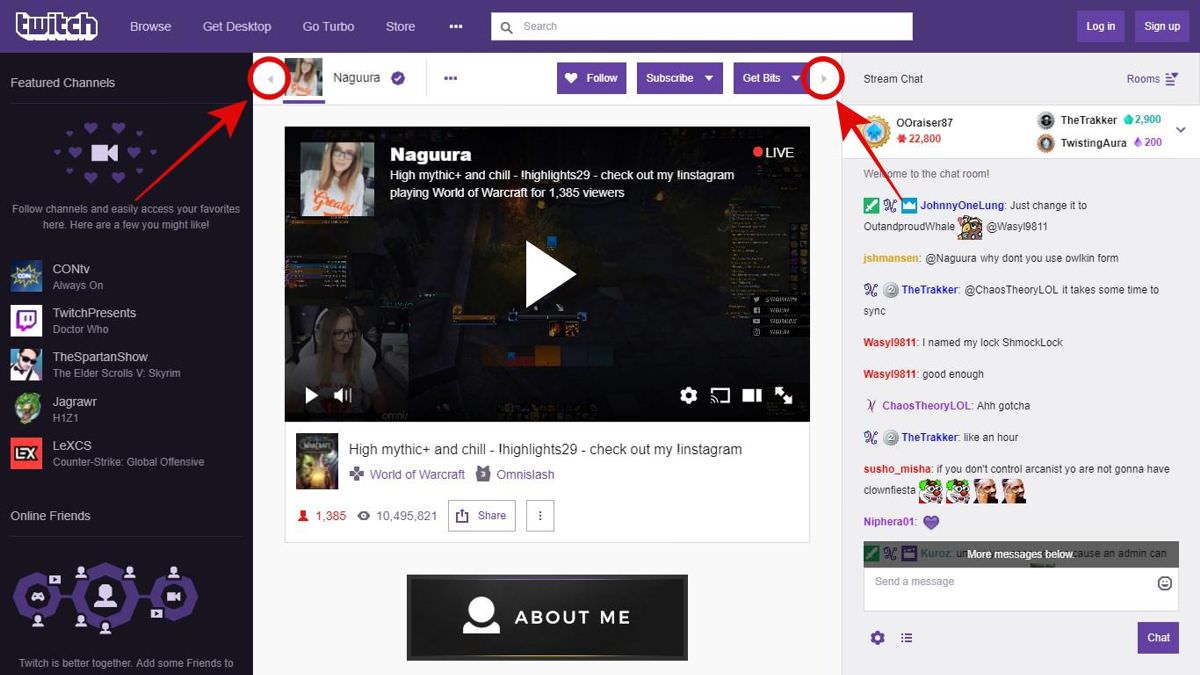 twitch
Browse
Get Desktop
Go Turbo
Store
Search
Log in
Sign up
Featured Channels
Follow channels and easily access your favorites
here. Here are a few you might like!
CONtv
Always On
TwitchPresents
Doctor Who
TheSpartanShow
The Elder Scrolls V: Skyrim
Jagrawr
H1Z1
LeXCS
Counter-Strike: Global Offensive
Online Friends
Twitch is better together. Add some Friends to
Naguura
Follow
Subscribe
Get Bits
Naguura
LIVE
High mythic+ and chill - !highlights29 - check out my !instagram
playing World of Warcraft for 1,385 viewers
High mythic+ and chill - !highlights29 - check out my !instagram
World of Warcraft
Omnislash
1,385
10,495,821
Share
ABOUT ME
Stream Chat
Rooms
OOraiser87
22,800
TheTrakker 2,900
TwistingAura 200
Welcome to the chat room!
JohnnyOneLung: Just change it to
OutandproudWhale @Wasyl9811
jshmansen: @Naguura why dont you use owlkin form
TheTrakker: @ChaosTheoryLOL it takes some time to
sync
Wasyl9811: I named my lock ShmockLock
Wasyl9811: good enough
ChaosTheoryLOL: Ahh gotcha
TheTrakker: like an hour
susho_misha: if you don't control arcanist yo are not gonna have
clownfiesta
Niphera01:
Kuroz: cause an admin can
More messages below.
Send a message
Chat